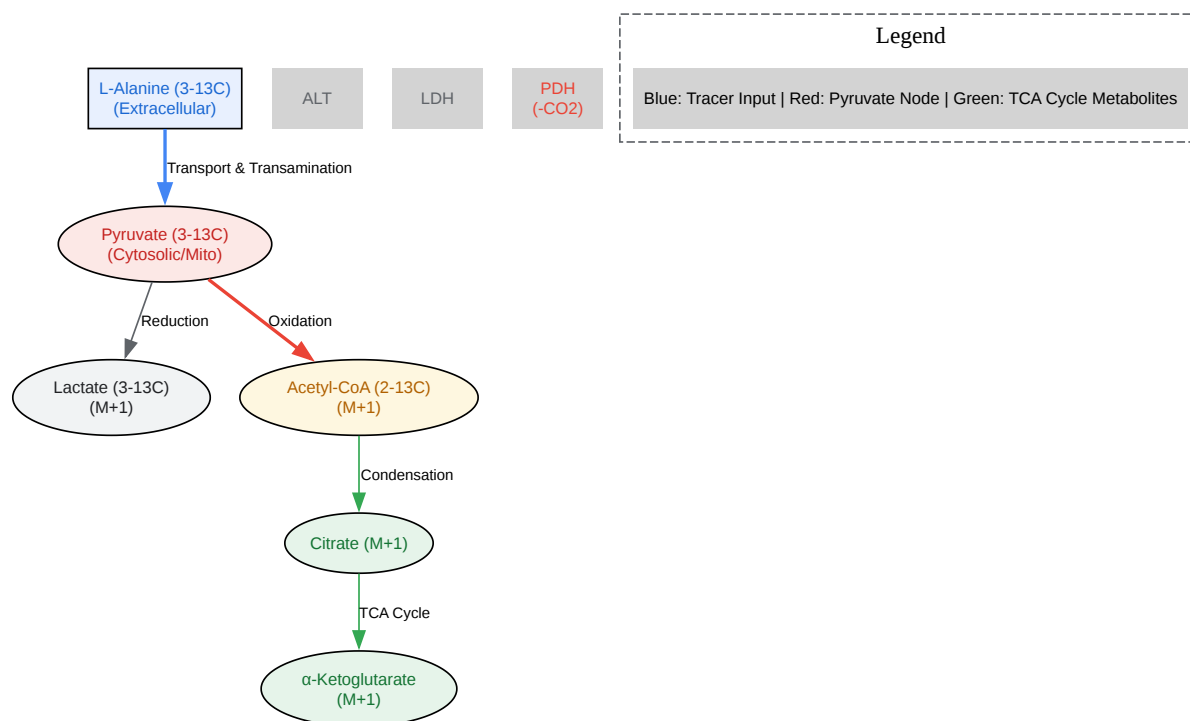 Legend
L-Alanine (3-13C)
(Extracellular)
ALT
LDH
PDH
(-CO2)
Blue: Tracer Input | Red: Pyruvate Node | Green: TCA Cycle Metabolites
Transport & Transamination
Pyruvate (3-13C)
(Cytosolic/Mito)
Reduction
Oxidation
Lactate (3-13C)
(M+1)
Acetyl-CoA (2-13C)
(M+1)
Condensation
Citrate (M+1)
TCA Cycle
α-Ketoglutarate
(M+1)